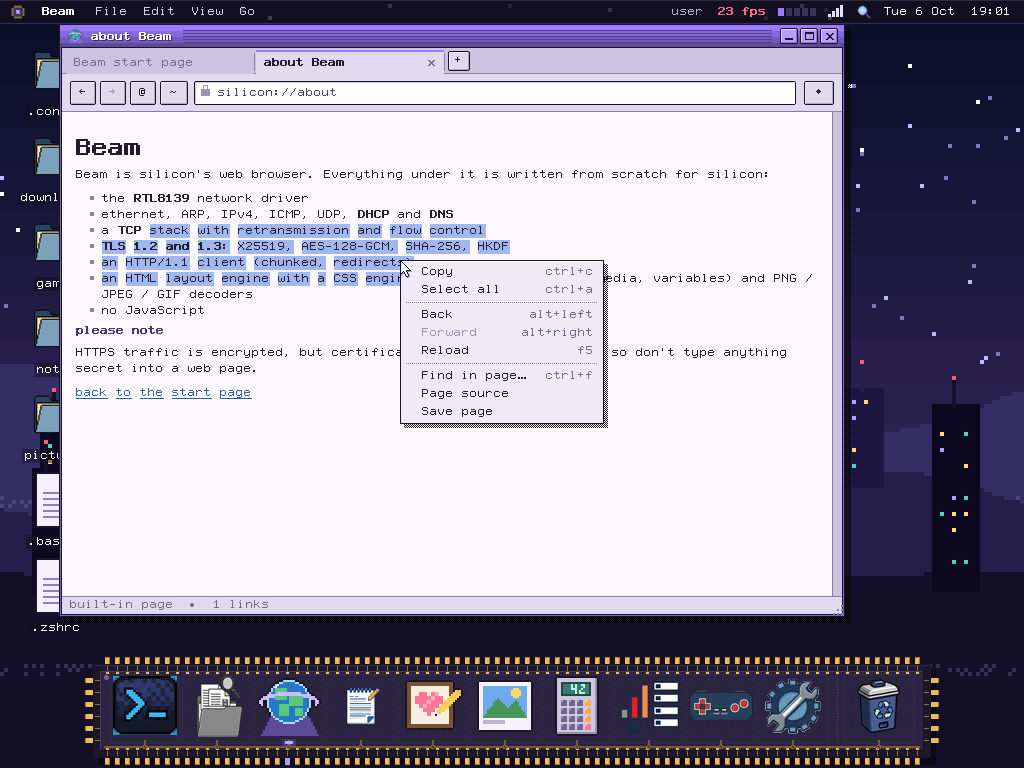 Beam File Edit View Go user 23 fps Tue 6 Oct 19:01
about Beam
Beam start page about Beam × +
← → @ ~ silicon://about
.con
Beam
Beam is silicon's web browser. Everything under it is written from scratch for silicon:
downl
the RTL8139 network driver
ethernet, ARP, IPv4, ICMP, UDP, DHCP and DNS
a TCP stack with retransmission and flow control
TLS 1.2 and 1.3: X25519, AES-128-GCM, SHA-256, HKDF
an HTTP/1.1 client (chunked, redirects)
an HTML layout engine with a CSS engin edia, variables) and PNG /
JPEG / GIF decoders
no JavaScript
gam
please note
HTTPS traffic is encrypted, but certifica so don't type anything
secret into a web page.
not
back to the start page
Copy ctrl+c
Select all ctrl+a
Back alt+left
Forward alt+right
Reload f5
Find in page… ctrl+f
Page source
Save page
pictu
.bas
built-in page • 1 links
.zshrc
42